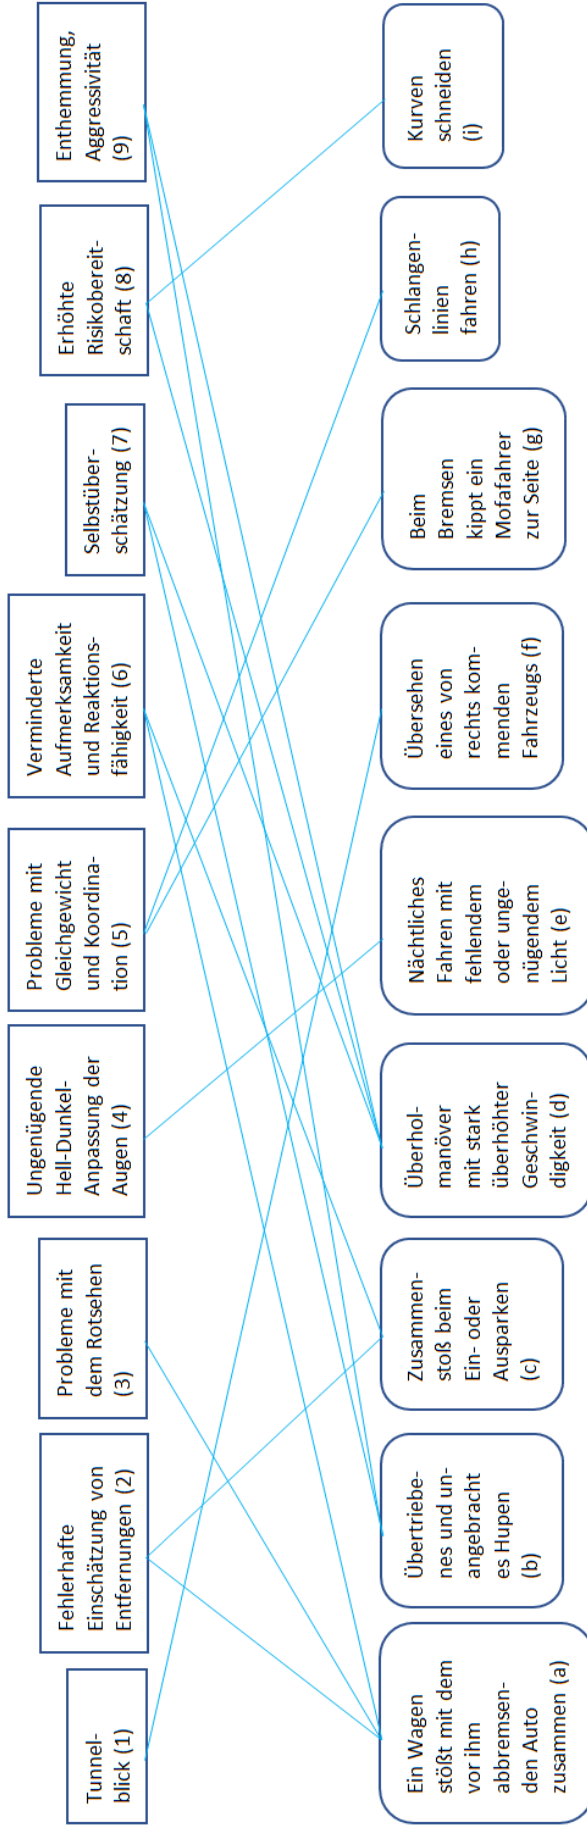 Tunnel-
blick (1)
Fehlerhafte
Einschätzung von
Entfernungen (2)
Probleme mit
dem Rotsehen
(3)
Ungenügende
Hell-Dunkel-
Anpassung der
Augen (4)
Probleme mit
Gleichgewicht
und Koordina-
tion (5)
Verminderte
Aufmerksamkeit
und Reaktions-
fähigkeit (6)
Selbstüber-
schätzung (7)
Erhöhte
Risikobereit-
schaft (8)
Enthemmung,
Aggressivität
(9)
Ein Wagen
stößt mit dem
vor ihm
abbremsen-
den Auto
zusammen (a)
Übertriebe-
nes und un-
angebracht
es Hupen
(b)
Zusammen-
stoß beim
Ein- oder
Ausparken
(c)
Überhol-
manöver
mit stark
überhöhter
Geschwin-
digkeit (d)
Nächtliches
Fahren mit
fehlendem
oder unge-
nügendem
Licht (e)
Übersehen
eines von
rechts kom-
menden
Fahrzeugs (f)
Beim
Bremsen
kippt ein
Mofafahrer
zur Seite (g)
Schlangen-
linien
fahren (h)
Kurven
schneiden
(i)